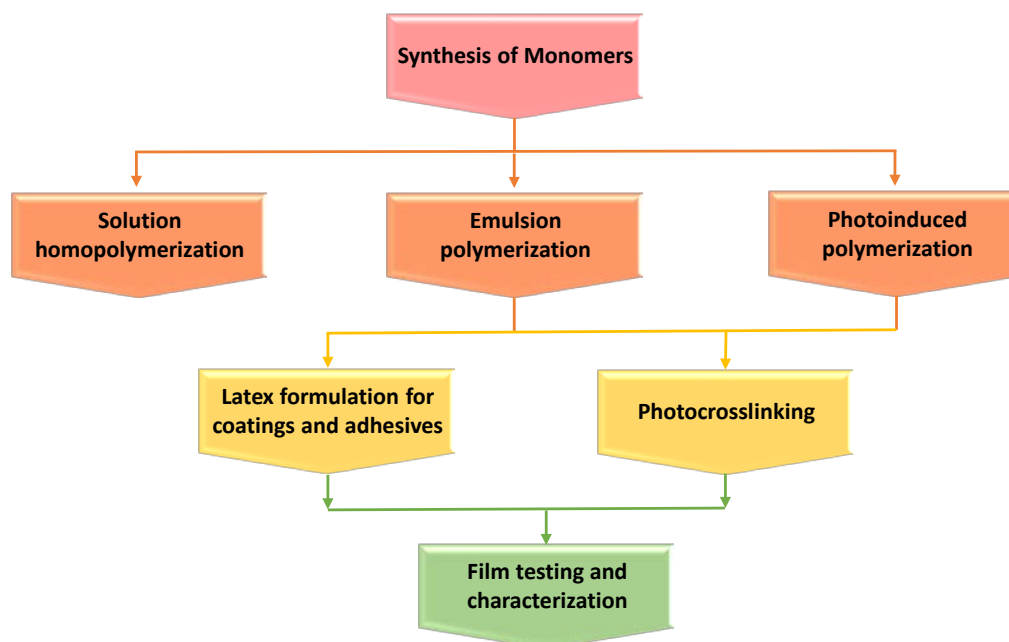 Synthesis of Monomers
Solution
homopolymerization
Emulsion
polymerization
Photoinduced
polymerization
Latex formulation for
coatings and adhesives
Photocrosslinking
Film testing and
characterization